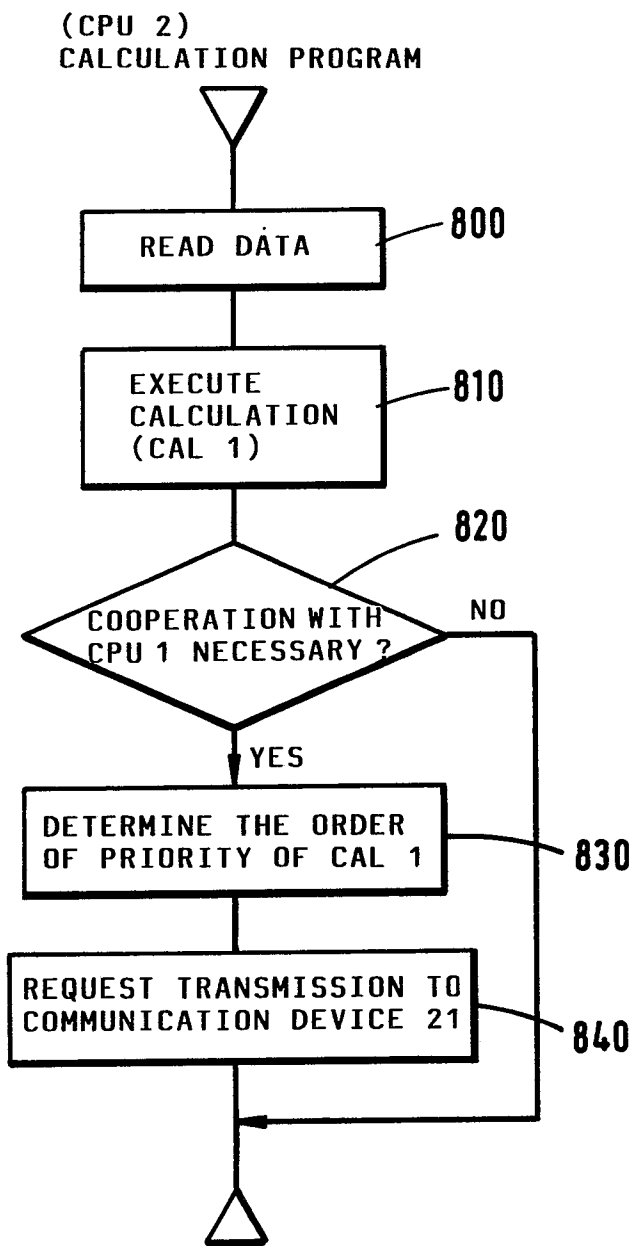 (CPU 2)
CALCULATION PROGRAM
READ DATA
800
EXECUTE
CALCULATION
(CAL 1)
810
820
COOPERATION WITH
CPU 1 NECESSARY ?
NO
YES
DETERMINE THE ORDER
OF PRIORITY OF CAL 1
830
REQUEST TRANSMISSION TO
COMMUNICATION DEVICE 21
840